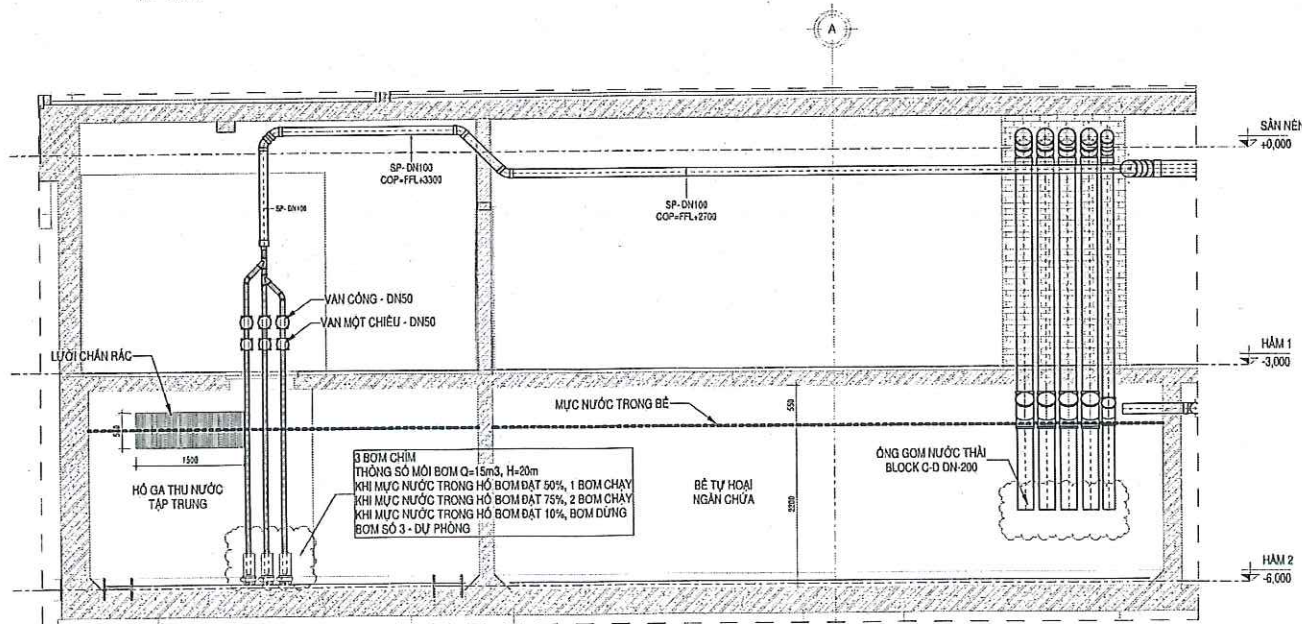 A
SÀN NỀN
+0,000
SP-DN100
COP=FFL+3300
SP-DN100
COP=FFL+2700
SP-DN100
VAN CỔNG - DN50
VAN MỘT CHIỀU - DN50
LƯỚI CHẮN RÁC
HẦM 1
-3,000
MỰC NƯỚC TRONG BỂ
550
1500
3 BƠM CHÌM
THÔNG SỐ MỖI BƠM Q=15m3, H=20m
KHI MỰC NƯỚC TRONG HỐ BƠM ĐẠT 50%, 1 BƠM CHẠY
KHI MỰC NƯỚC TRONG HỐ BƠM ĐẠT 75%, 2 BƠM CHẠY
KHI MỰC NƯỚC TRONG HỐ BƠM ĐẠT 10%, BƠM DỪNG
BƠM SỐ 3 - DỰ PHÒNG
HỐ GA THU NƯỚC
TẬP TRUNG
BỂ TỰ HOẠI
NGĂN CHỨA
2200
ỐNG GOM NƯỚC THẢI
BLOCK C-D DN-200
HẦM 2
-6,000